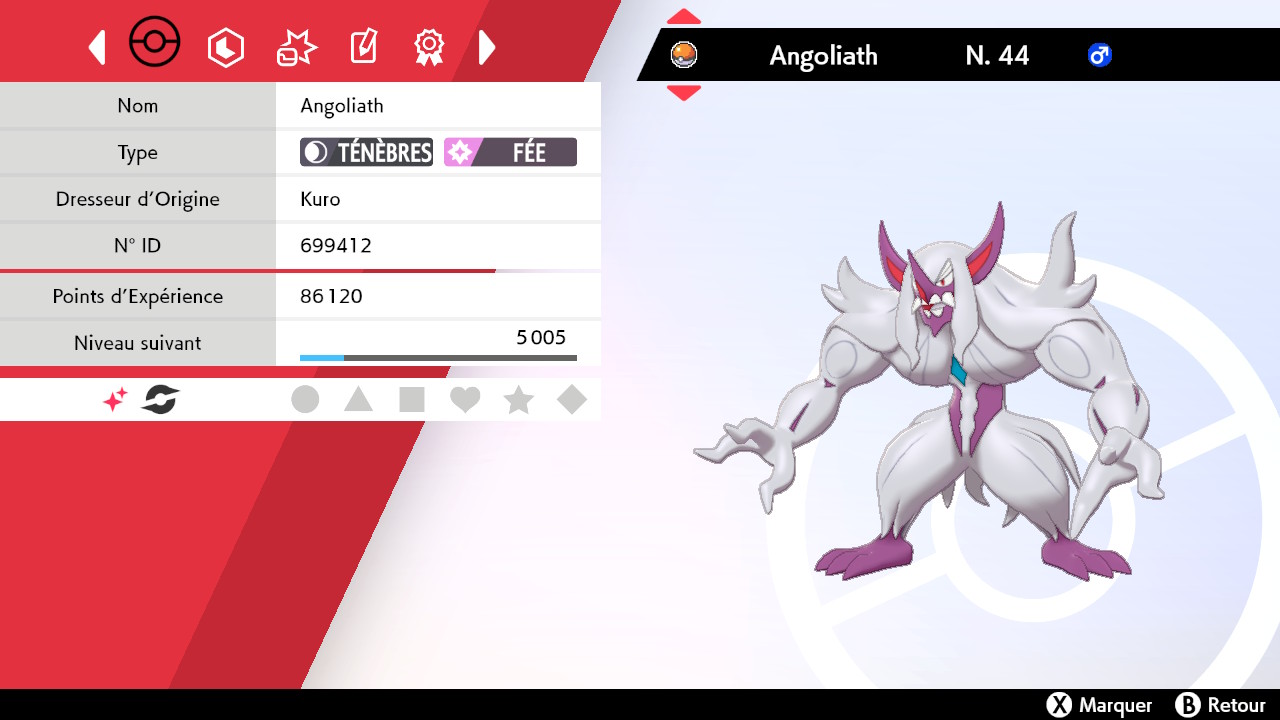 Angoliath N. 44
Nom Angoliath
Type TÉNÈBRES FÉE
Dresseur d'Origine Kuro
N° ID 699412
Points d'Expérience 86 120
Niveau suivant 5 005
X Marquer B Retour